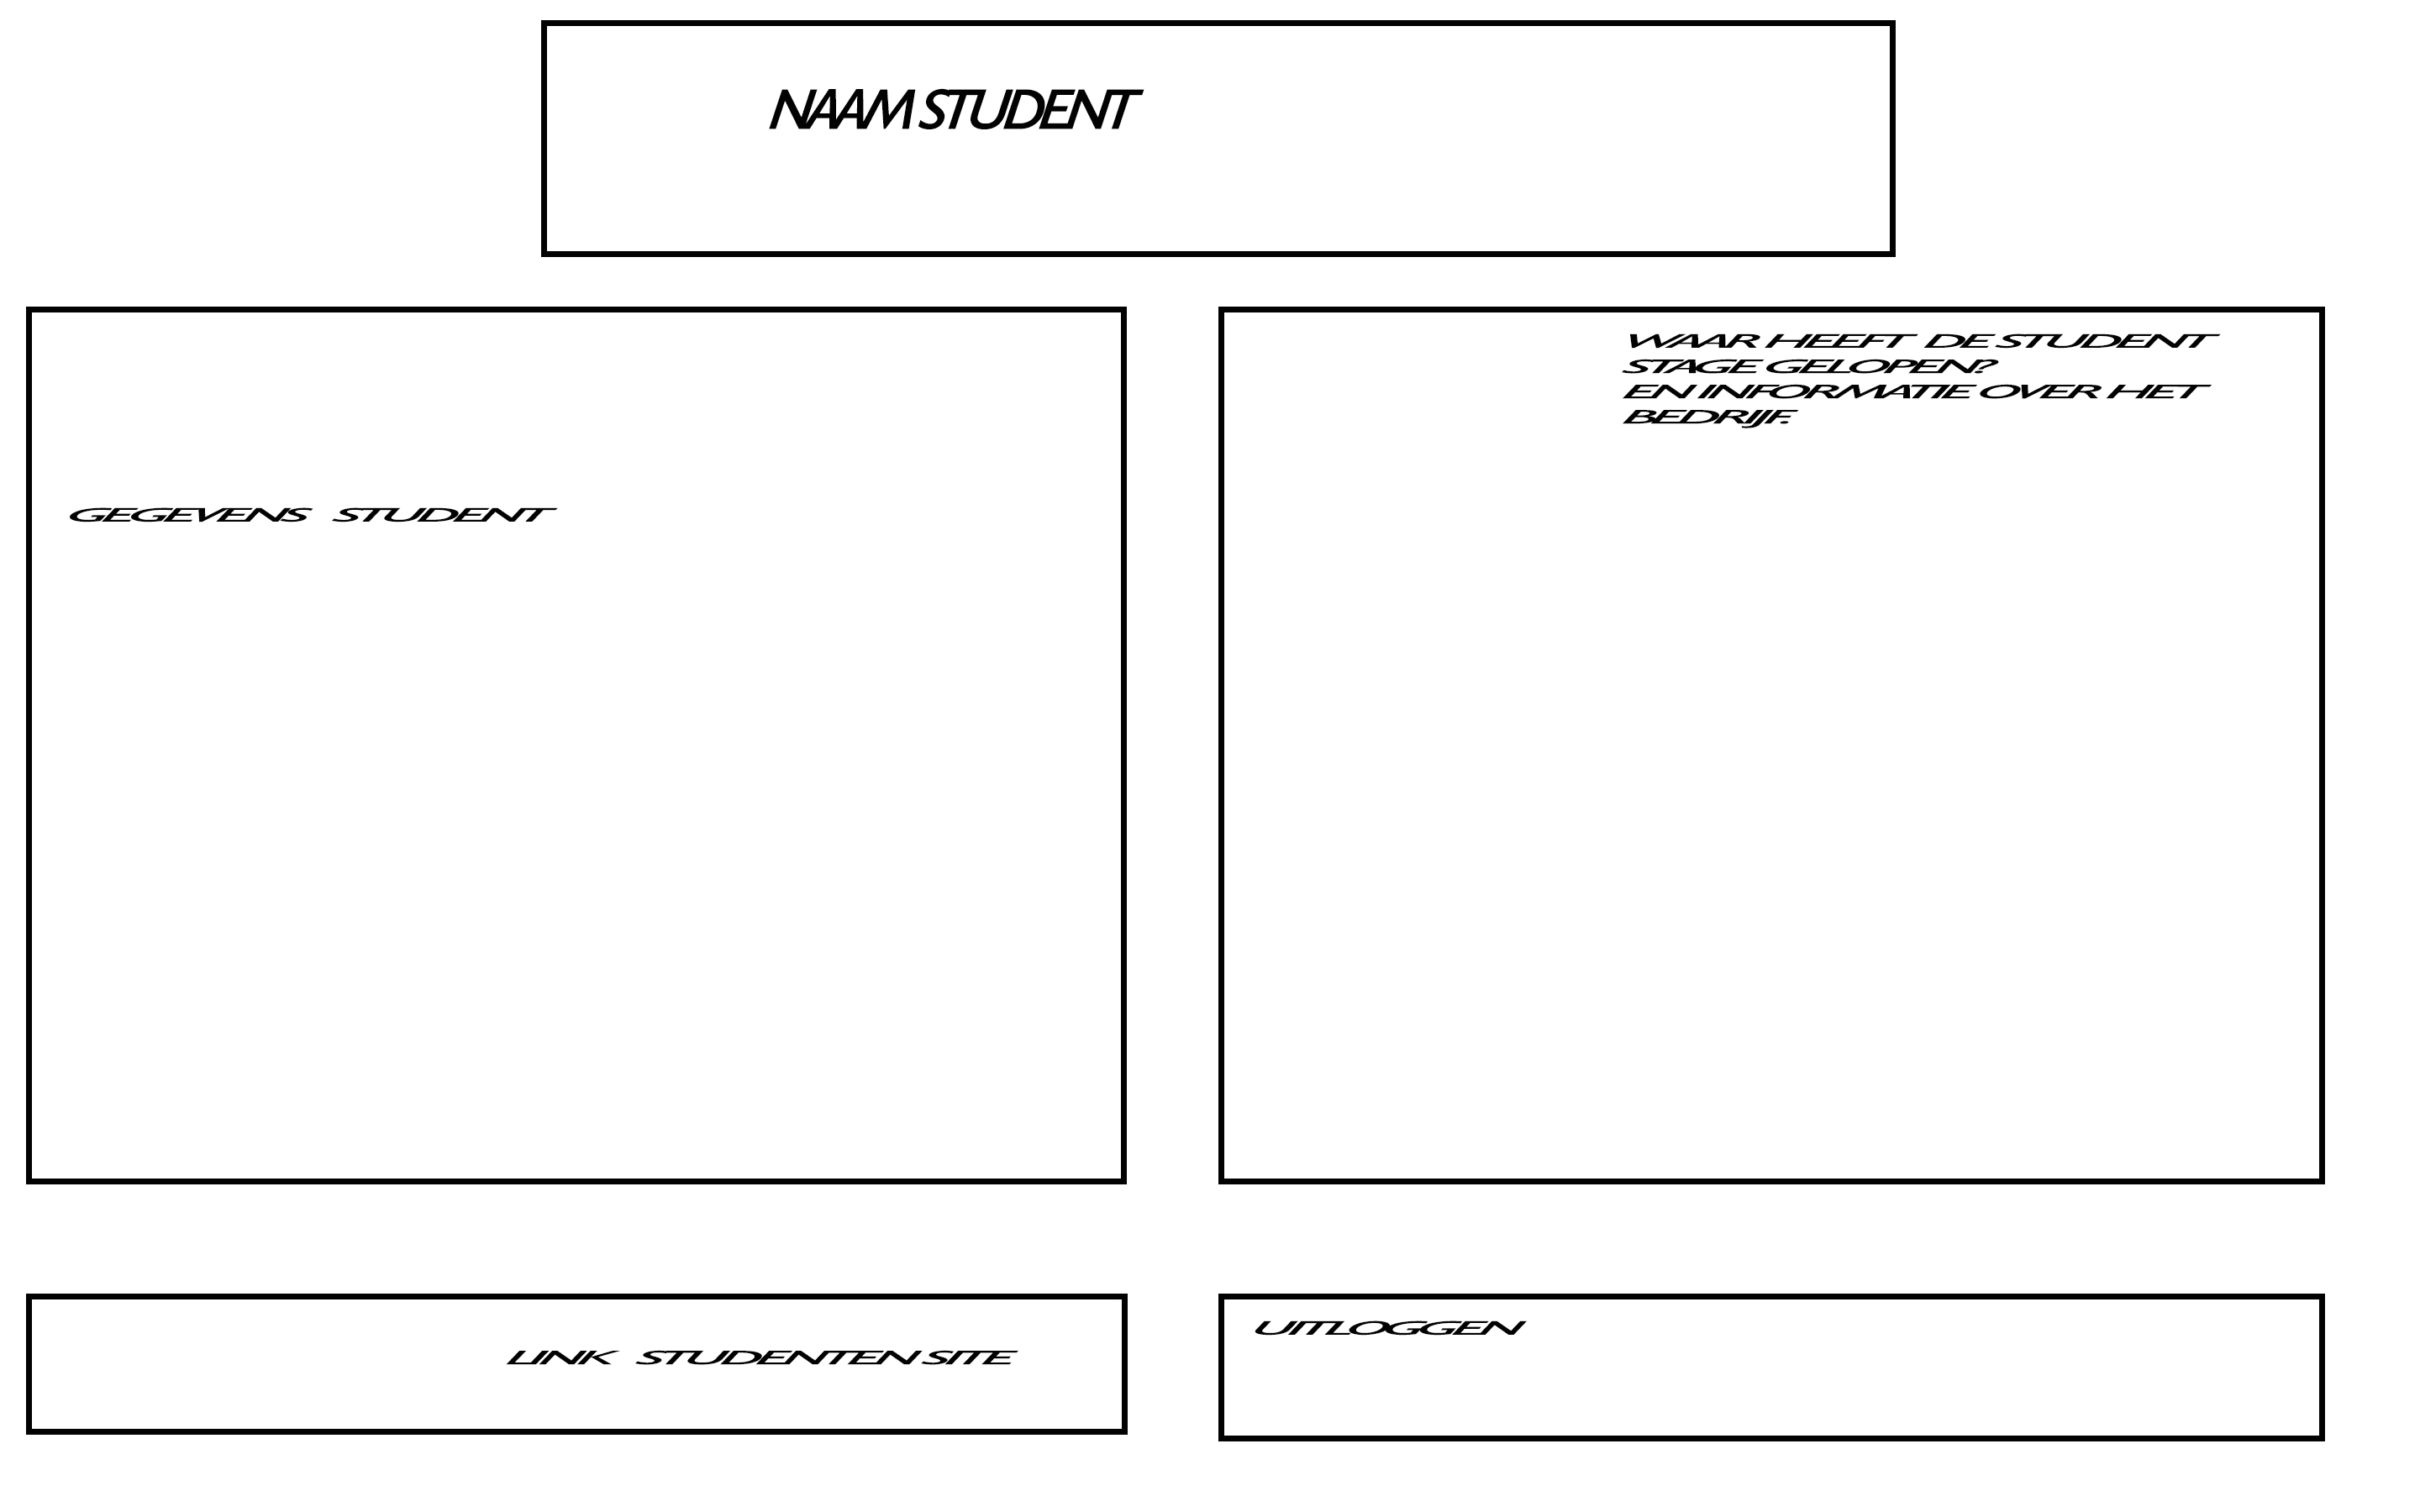 NAAM STUDENT
WAAR HEEFT DE STUDENT
STAGE GELOPEN?
EN INFORMATIE OVER HET
BEDRIJF.
GEGEVENS STUDENT
LINK STUDENTEN SITE
UITLOGGEN